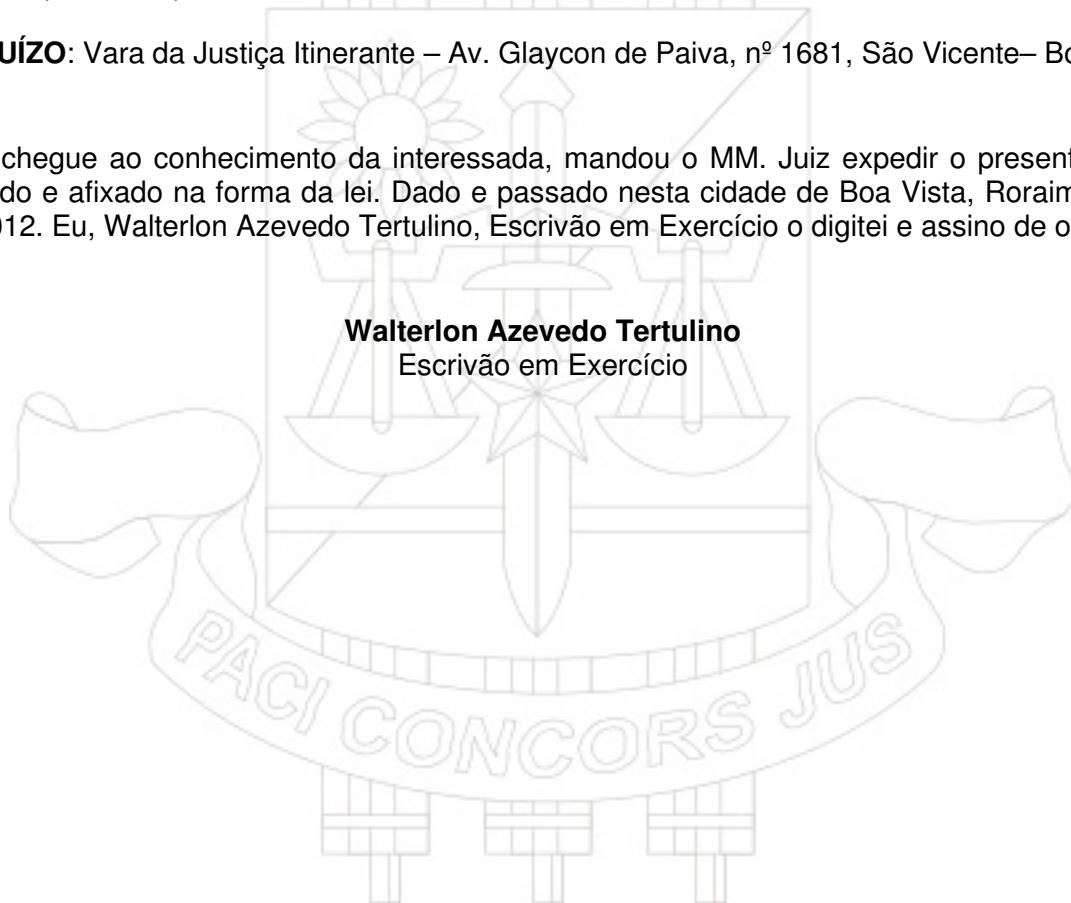 UÍZO: Vara da Justiça Itinerante – Av. Glaycon de Paiva, nº 1681, São Vicente– Bo
chegue ao conhecimento da interessada, mandou o MM. Juiz expedir o present
do e afixado na forma da lei. Dado e passado nesta cidade de Boa Vista, Roraim
012. Eu, Walterlon Azevedo Tertulino, Escrivão em Exercício o digitei e assino de o
Walterlon Azevedo Tertulino
Escrivão em Exercício
PACI CONCORS JUS